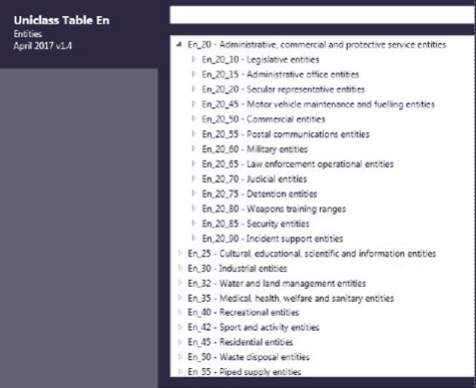 Uniclass Table En
Entities
April 2017 v1.4
En_20 - Administrative, commercial and protective service entities
En_20_10 - Legislative entities
En_20_15 - Administrative office entities
En_20_20 - Secular representative entities
En_20_45 - Motor vehicle maintenance and fuelling entities
En_20_50 - Commercial entities
En_20_55 - Postal communications entities
En_20_60 - Military entities
En_20_65 - Law enforcement operational entities
En_20_70 - Judicial entities
En_20_75 - Detention entities
En_20_80 - Weapons training ranges
En_20_85 - Security entities
En_20_90 - Incident support entities
En_25 - Cultural, educational, scientific and information entities
En_30 - Industrial entities
En_32 - Water and land management entities
En_35 - Medical, health, welfare and sanitary entities
En_40 - Recreational entities
En_42 - Sport and activity entities
En_45 - Residential entities
En_50 - Waste disposal entities
En_55 - Piped supply entities